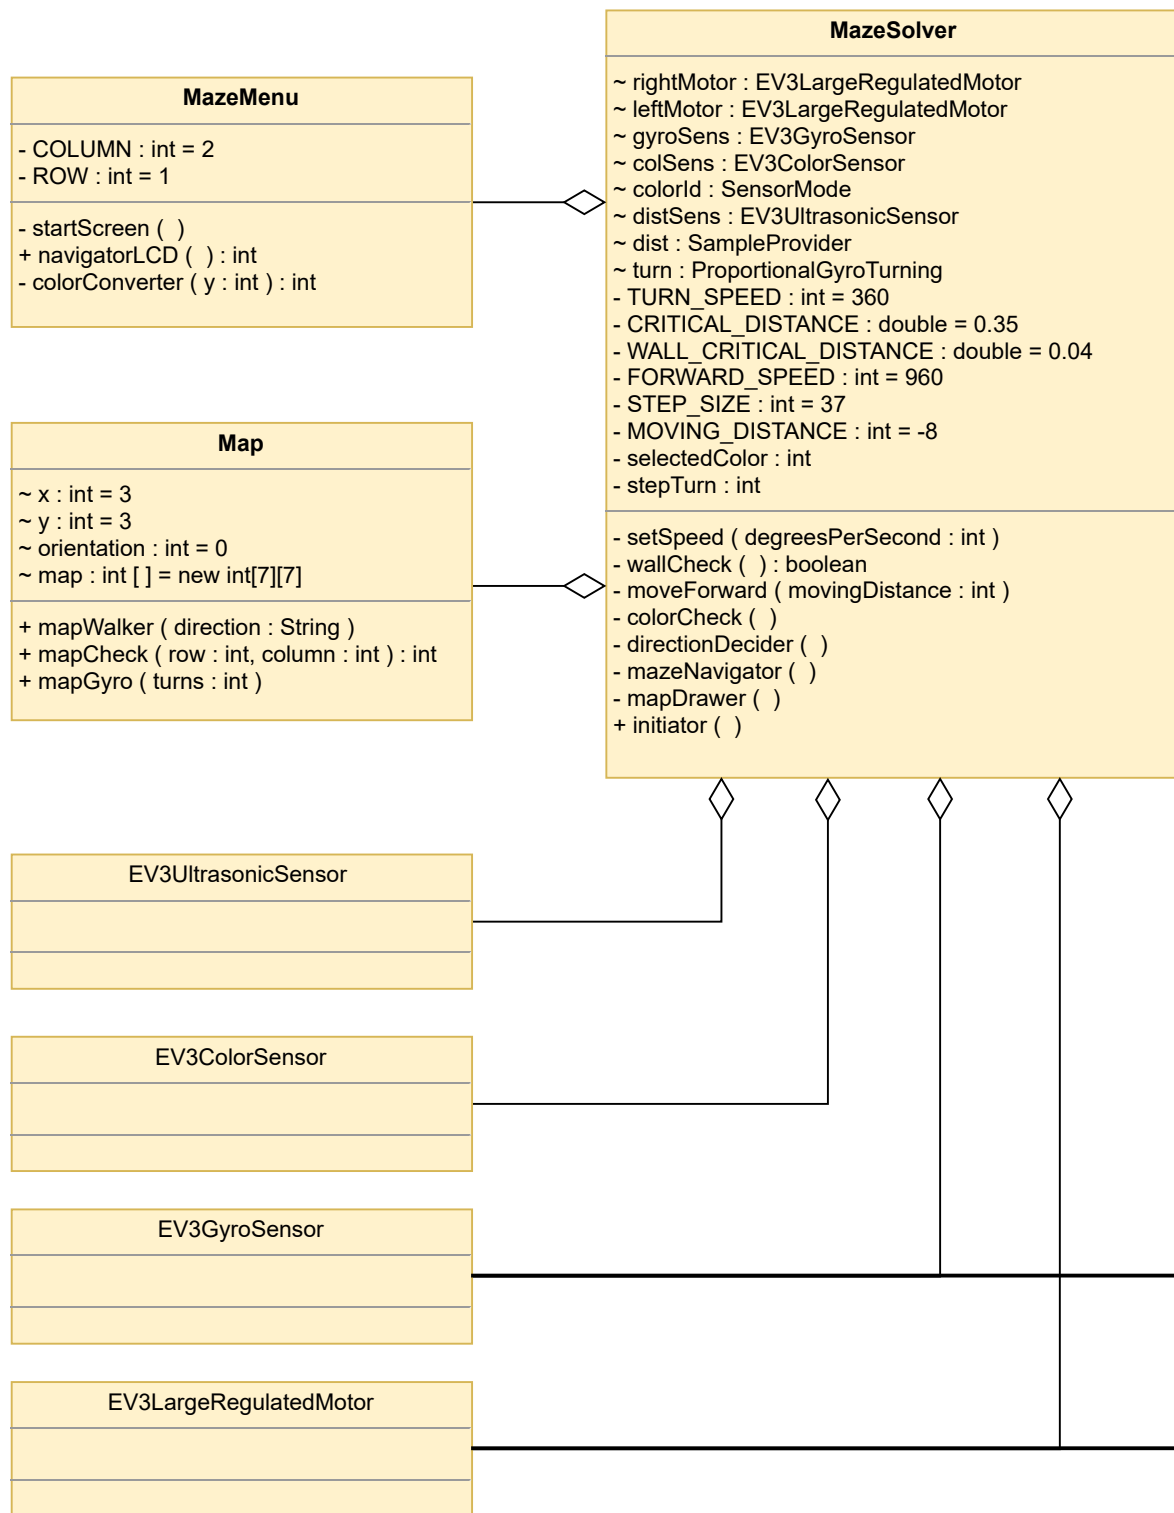 MazeMenu
- COLUMN : int = 2
- ROW : int = 1
- startScreen (  )
+ navigatorLCD (  ) : int
- colorConverter ( y : int ) : int
Map
~ x : int = 3
~ y : int = 3
~ orientation : int = 0
~ map : int [ ] = new int[7][7]
+ mapWalker ( direction : String )
+ mapCheck ( row : int, column : int ) : int
+ mapGyro ( turns : int )
MazeSolver
~ rightMotor : EV3LargeRegulatedMotor
~ leftMotor : EV3LargeRegulatedMotor
~ gyroSens : EV3GyroSensor
~ colSens : EV3ColorSensor
~ colorId : SensorMode
~ distSens : EV3UltrasonicSensor
~ dist : SampleProvider
~ turn : ProportionalGyroTurning
- TURN_SPEED : int = 360
- CRITICAL_DISTANCE : double = 0.35
- WALL_CRITICAL_DISTANCE : double = 0.04
- FORWARD_SPEED : int = 960
- STEP_SIZE : int = 37
- MOVING_DISTANCE : int = -8
- selectedColor : int
- stepTurn : int
- setSpeed ( degreesPerSecond : int )
- wallCheck (  ) : boolean
- moveForward ( movingDistance : int )
- colorCheck (  )
- directionDecider (  )
- mazeNavigator (  )
- mapDrawer (  )
+ initiator (  )
EV3UltrasonicSensor
EV3ColorSensor
EV3GyroSensor
EV3LargeRegulatedMotor